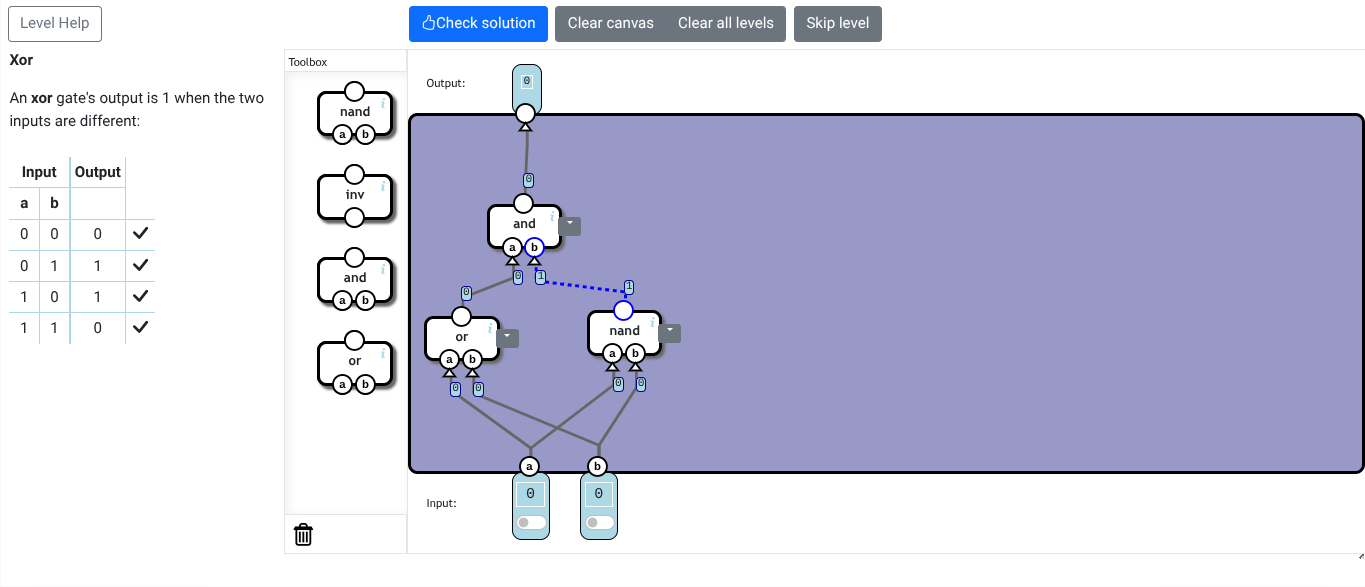 Level Help
Check solution
Clear canvas
Clear all levels
Skip level
Xor
An xor gate's output is 1 when the two
inputs are different:
Input Output
a b
0 0 0
0 1 1
1 0 1
1 1 0
Toolbox
nand
i
a b
inv
i
and
i
a b
or
i
a b
Output:
0
0
and
i
a b
0 1
0 1
or
i
a b
nand
i
a b
0 0
0 0
a b
Input:
0 0